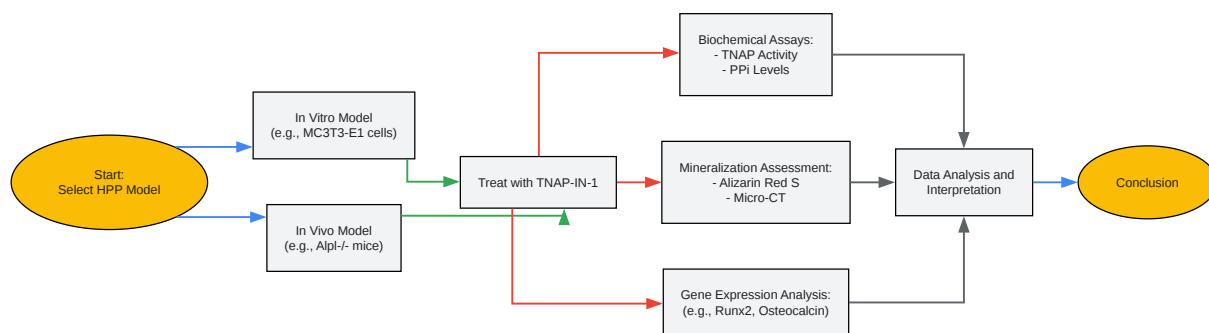 Start:
Select HPP Model
In Vitro Model
(e.g., MC3T3-E1 cells)
In Vivo Model
(e.g., Alpl-/- mice)
Treat with TNAP-IN-1
Biochemical Assays:
- TNAP Activity
- PPi Levels
Mineralization Assessment:
- Alizarin Red S
- Micro-CT
Gene Expression Analysis:
(e.g., Runx2, Osteocalcin)
Data Analysis and
Interpretation
Conclusion